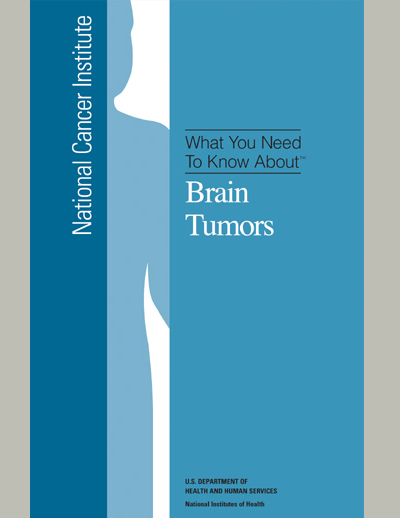 National Cancer Institute
What You Need
To Know About™
Brain
Tumors
U.S. DEPARTMENT OF
HEALTH AND HUMAN SERVICES
National Institutes of Health